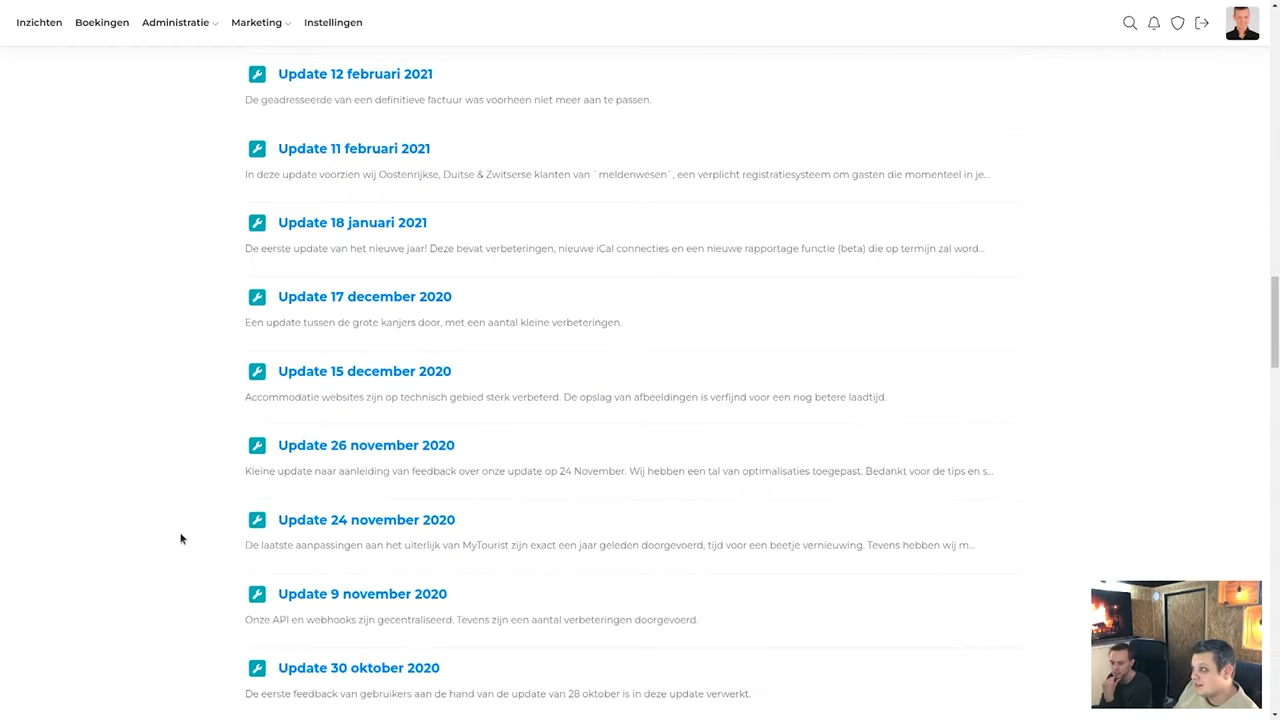 Inzichten Boekingen Administratie Marketing Instellingen
Update 12 februari 2021
De geadresseerde van een definitieve factuur was voorheen niet meer aan te passen.
Update 11 februari 2021
In deze update voorzien wij Oostenrijkse, Duitse & Zwitserse klanten van `meldenwesen`, een verplicht registratiesysteem om gasten die momenteel in je...
Update 18 januari 2021
De eerste update van het nieuwe jaar! Deze bevat verbeteringen, nieuwe iCal connecties en een nieuwe rapportage functie (beta) die op termijn zal word...
Update 17 december 2020
Een update tussen de grote kanjers door, met een aantal kleine verbeteringen.
Update 15 december 2020
Accommodatie websites zijn op technisch gebied sterk verbeterd. De opslag van afbeeldingen is verfijnd voor een nog betere laadtijd.
Update 26 november 2020
Kleine update naar aanleiding van feedback over onze update op 24 November. Wij hebben een tal van optimalisaties toegepast. Bedankt voor de tips en s...
Update 24 november 2020
De laatste aanpassingen aan het uiterlijk van MyTourist zijn exact een jaar geleden doorgevoerd, tijd voor een beetje vernieuwing. Tevens hebben wij m...
Update 9 november 2020
Onze API en webhooks zijn gecentraliseerd. Tevens zijn een aantal verbeteringen doorgevoerd.
Update 30 oktober 2020
De eerste feedback van gebruikers aan de hand van de update van 28 oktober is in deze update verwerkt.